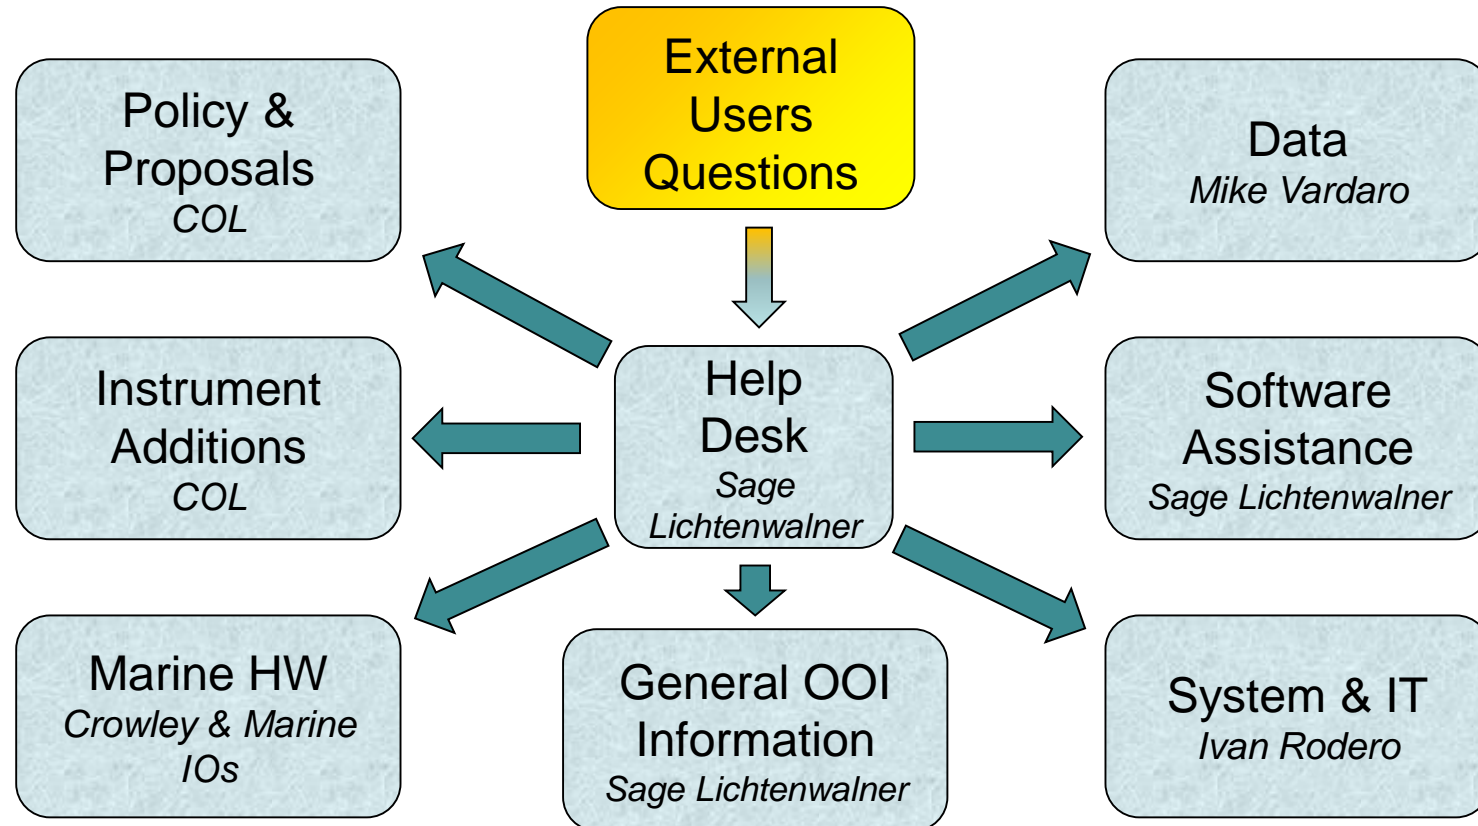 External
Users
Questions
Policy &
Proposals
COL
Data
Mike Vardaro
Instrument
Additions
COL
Help
Desk
Sage
Lichtenwalner
Software
Assistance
Sage Lichtenwalner
Marine HW
Crowley & Marine
IOs
General OOI
Information
Sage Lichtenwalner
System & IT
Ivan Rodero